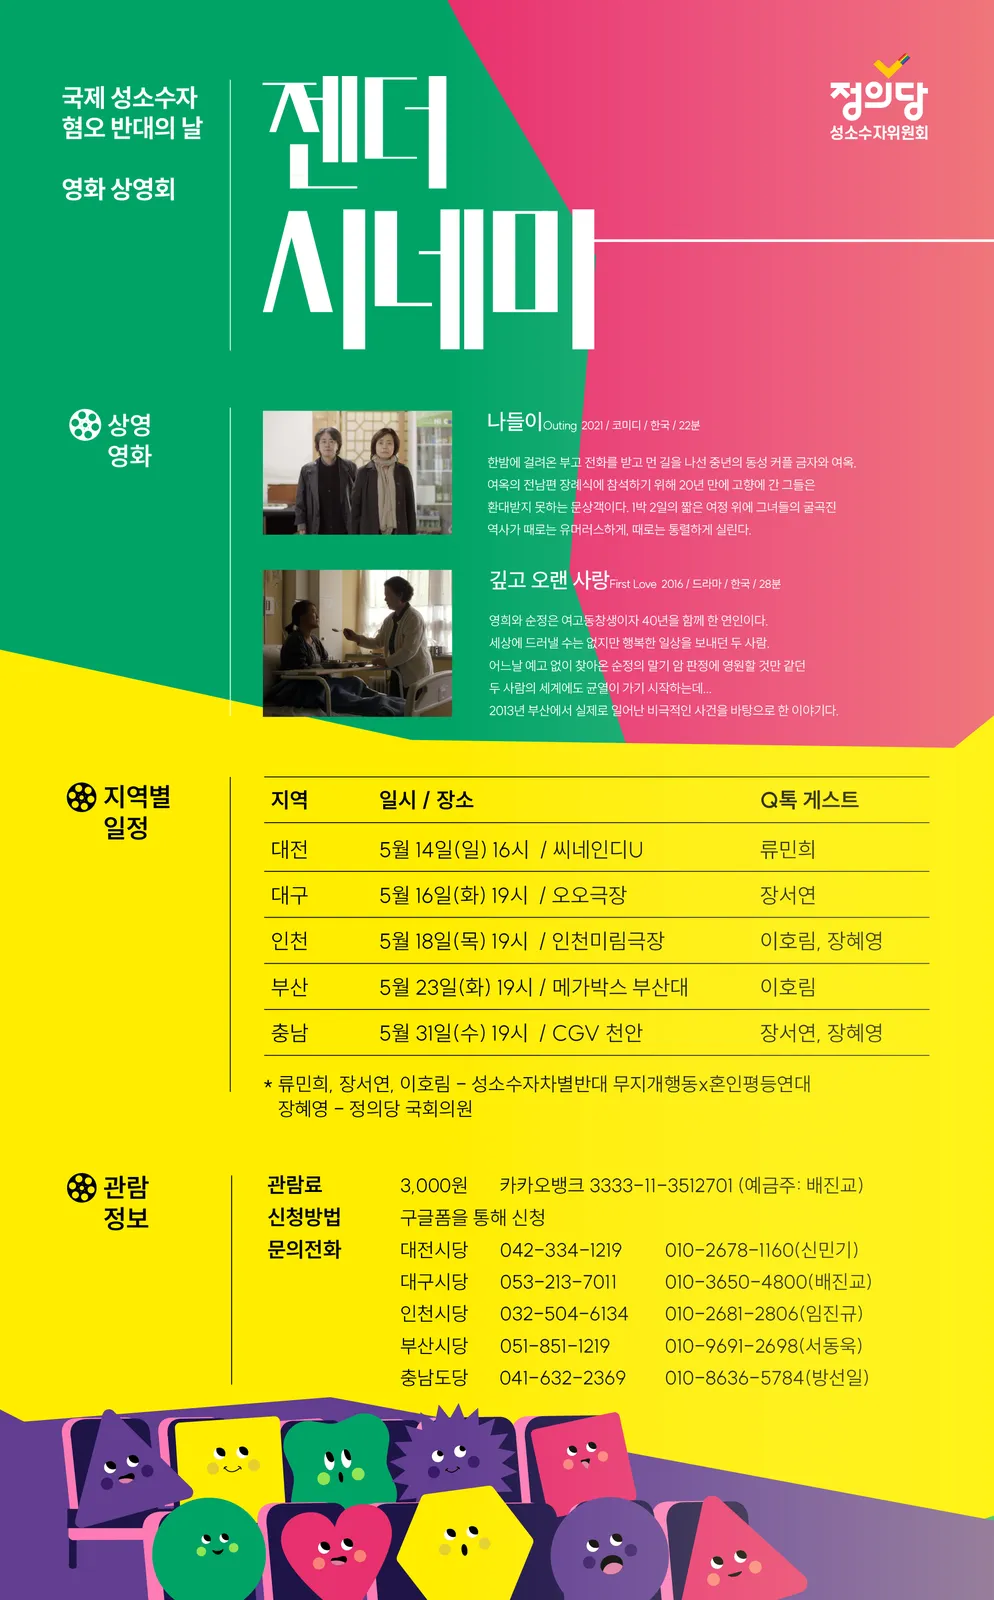 국제 성소수자
혐오 반대의 날
영화 상영회
젠더
시네마
정의당
성소수자위원회
상영
영화
나들이 Outing 2021 / 코미디 / 한국 / 22분
한밤에 걸려온 부고 전화를 받고 먼 길을 나선 중년의 동성 커플 금자와 여옥.
여옥의 전남편 장례식에 참석하기 위해 20년 만에 고향에 간 그들은
환대받지 못하는 문상객이다. 1박 2일의 짧은 여정 위에 그녀들의 굴곡진
역사가 때로는 유머러스하게, 때로는 통렬하게 실린다.
깊고 오랜 사랑 First Love 2016 / 드라마 / 한국 / 28분
영희와 순정은 여고동창생이자 40년을 함께 한 연인이다.
세상에 드러낼 수는 없지만 행복한 일상을 보내던 두 사람.
어느날 예고 없이 찾아온 순정의 말기 암 판정에 영원할 것만 같던
두 사람의 세계에도 균열이 가기 시작하는데...
2013년 부산에서 실제로 일어난 비극적인 사건을 바탕으로 한 이야기다.
지역별
일정
지역 일시 / 장소 Q톡 게스트
대전 5월 14일(일) 16시 / 씨네인디U 류민희
대구 5월 16일(화) 19시 / 오오극장 장서연
인천 5월 18일(목) 19시 / 인천미림극장 이호림, 장혜영
부산 5월 23일(화) 19시 / 메가박스 부산대 이호림
충남 5월 31일(수) 19시 / CGV 천안 장서연, 장혜영
* 류민희, 장서연, 이호림 - 성소수자차별반대 무지개행동x혼인평등연대
장혜영 - 정의당 국회의원
관람
정보
관람료 3,000원 카카오뱅크 3333-11-3512701 (예금주: 배진교)
신청방법 구글폼을 통해 신청
문의전화 대전시당 042-334-1219 010-2678-1160(신민기)
대구시당 053-213-7011 010-3650-4800(배진교)
인천시당 032-504-6134 010-2681-2806(임진규)
부산시당 051-851-1219 010-9691-2698(서동욱)
충남도당 041-632-2369 010-8636-5784(방선일)